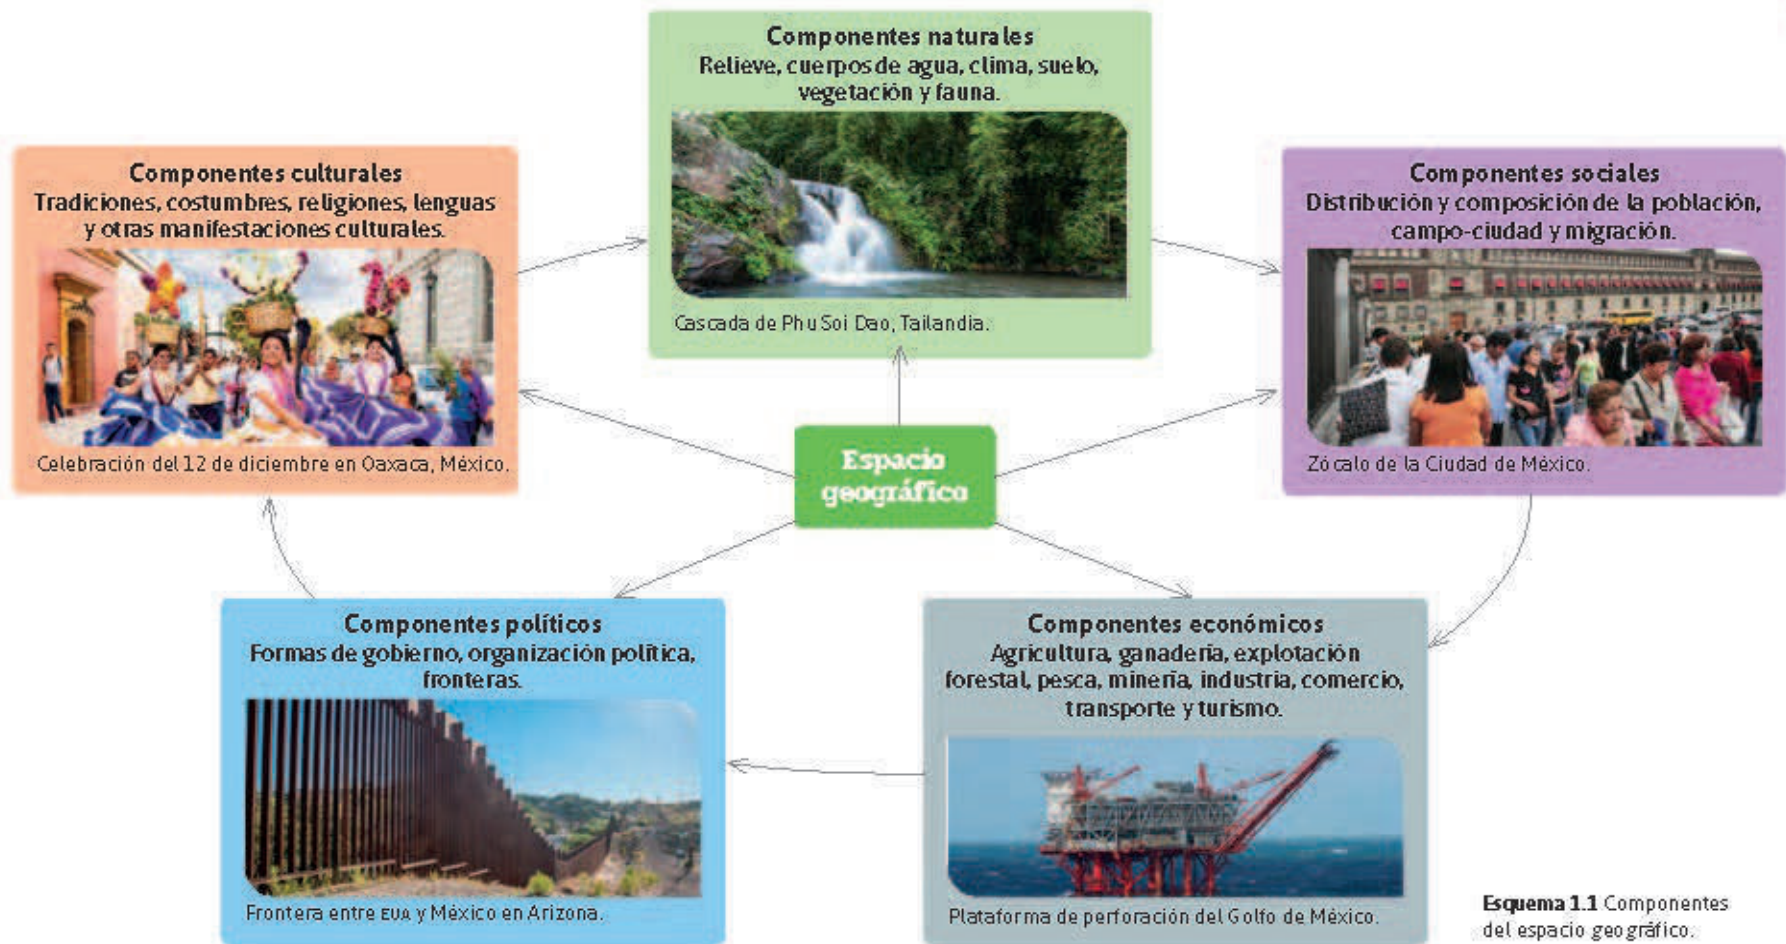 Componentes naturales
Relieve, cuerpos de agua, clima, suelo,
vegetación y fauna.
Cascada de Phu Soi Dao, Tailandia.
Componentes culturales
Tradiciones, costumbres, religiones, lenguas
y otras manifestaciones culturales.
Celebración del 12 de diciembre en Oaxaca, México.
Componentes sociales
Distribución y composición de la población,
campo-ciudad y migración.
Zócalo de la Ciudad de México.
Espacio
geográfico
Componentes políticos
Formas de gobierno, organización política,
fronteras.
Frontera entre EUA y México en Arizona.
Componentes económicos
Agricultura, ganadería, explotación
forestal, pesca, minería, industria, comercio,
transporte y turismo.
Plataforma de perforación del Golfo de México.
Esquema 1.1 Componentes
del espacio geográfico.